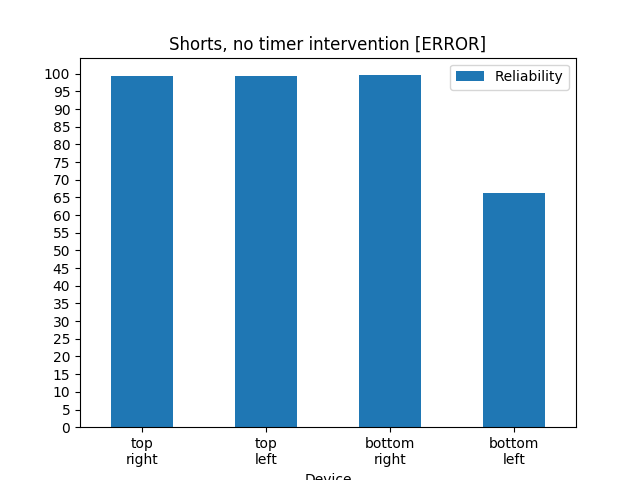 Shorts, no timer intervention [ERROR]
Reliability
100
95
90
85
80
75
70
65
60
55
50
45
40
35
30
25
20
15
10
5
0
top
right
top
left
bottom
right
bottom
left
Device